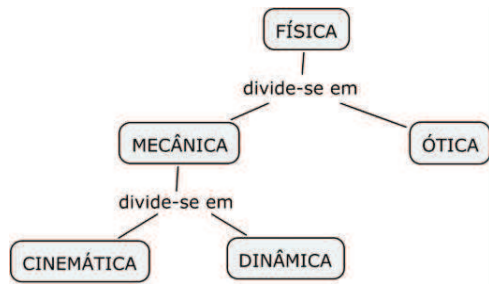 FÍSICA
divide-se em
MECÂNICA
ÓTICA
divide-se em
CINEMÁTICA
DINÂMICA